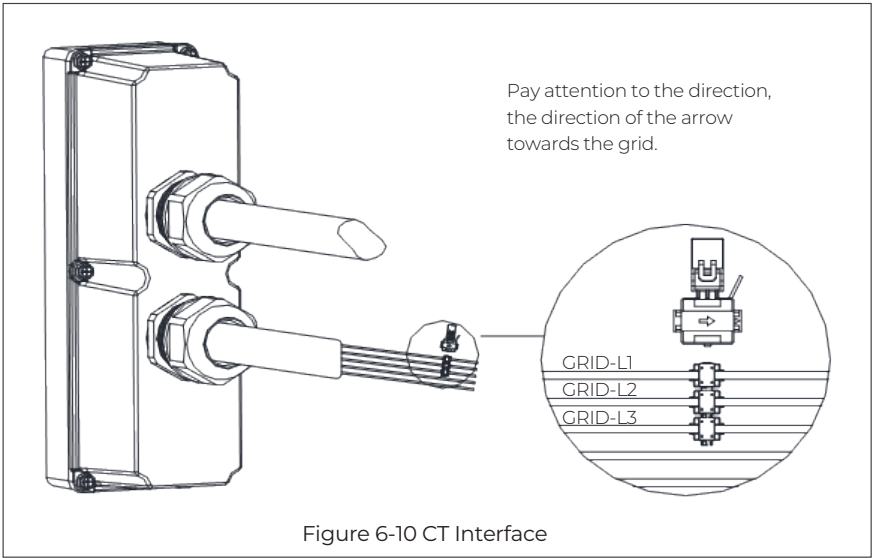 Pay attention to the direction,
the direction of the arrow
towards the grid.
GRID-L1
GRID-L2
GRID-L3
Figure 6-10 CT Interface